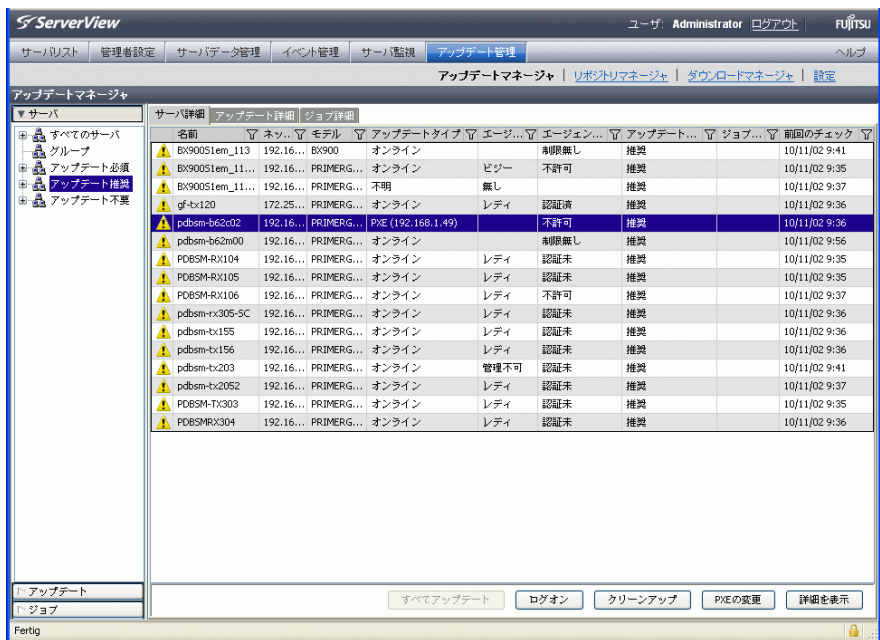 ServerView ユーザ: Administrator ログアウト FUJITSU
サーバリスト 管理者設定 サーバデータ管理 イベント管理 サーバ監視 アップデート管理 ヘルプ
アップデートマネージャ | リポジトリマネージャ | ダウンロードマネージャ | 設定
アップデートマネージャ
サーバ
すべてのサーバ
グループ
アップデート必須
アップデート推奨
アップデート不要
サーバ詳細 アップデート詳細 ジョブ詳細
名前 ネッ... モデル アップデートタイプ エージ... エージェン... アップデート... ジョブ... 前回のチェック
BX900S1em_113 192.16... BX900 オンライン 制限無し 推奨 10/11/02 9:41
BX900S1em_11... 192.16... PRIMERG... オンライン ビジー 不許可 推奨 10/11/02 9:35
BX900S1em_11... 192.16... PRIMERG... 不明 無し 推奨 10/11/02 9:37
gf-tx120 172.25... PRIMERG... オンライン レディ 認証済 推奨 10/11/02 9:36
pdbsm-b62c02 192.16... PRIMERG... PXE (192.168.1.49) 不許可 推奨 10/11/02 9:36
pdbsm-b62m00 192.16... PRIMERG... オンライン 制限無し 推奨 10/11/02 9:56
PDBSM-RX104 192.16... PRIMERG... オンライン レディ 認証未 推奨 10/11/02 9:35
PDBSM-RX105 192.16... PRIMERG... オンライン レディ 認証未 推奨 10/11/02 9:35
PDBSM-RX106 192.16... PRIMERG... オンライン レディ 不許可 推奨 10/11/02 9:37
pdbsm-rx305-5C 192.16... PRIMERG... オンライン レディ 認証未 推奨 10/11/02 9:36
pdbsm-tx155 192.16... PRIMERG... オンライン レディ 認証未 推奨 10/11/02 9:36
pdbsm-tx156 192.16... PRIMERG... オンライン レディ 認証未 推奨 10/11/02 9:36
pdbsm-tx203 192.16... PRIMERG... オンライン 管理不可 認証未 推奨 10/11/02 9:41
pdbsm-tx2052 192.16... PRIMERG... オンライン レディ 認証未 推奨 10/11/02 9:37
PDBSM-TX303 192.16... PRIMERG... オンライン レディ 認証未 推奨 10/11/02 9:35
PDBSMRX304 192.16... PRIMERG... オンライン レディ 認証未 推奨 10/11/02 9:36
アップデート
ジョブ
すべてアップデート ログオン クリーンアップ PXEの変更 詳細を表示
Fertig